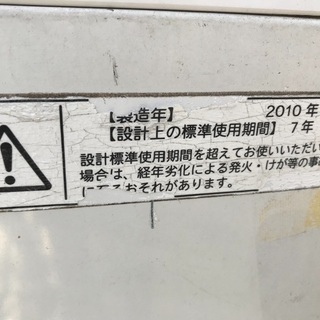 【製造年】 2010年
【設計上の標準使用期間】 7年
設計標準使用期間を超えてお使いいただい
場合は、経年劣化による発火・けが等の事
に至るおそれがあります。